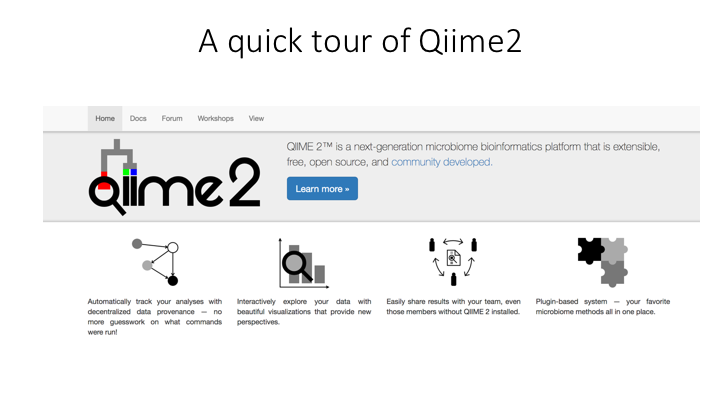 A quick tour of Qiime2
Home Docs Forum Workshops View
Qiime2
QIIME 2™ is a next-generation microbiome bioinformatics platform that is extensible,
free, open source, and community developed.
Learn more »
Automatically track your analyses with
decentralized data provenance — no
more guesswork on what commands
were run!
Interactively explore your data with
beautiful visualizations that provide new
perspectives.
Easily share results with your team, even
those members without QIIME 2 installed.
Plugin-based system — your favorite
microbiome methods all in one place.